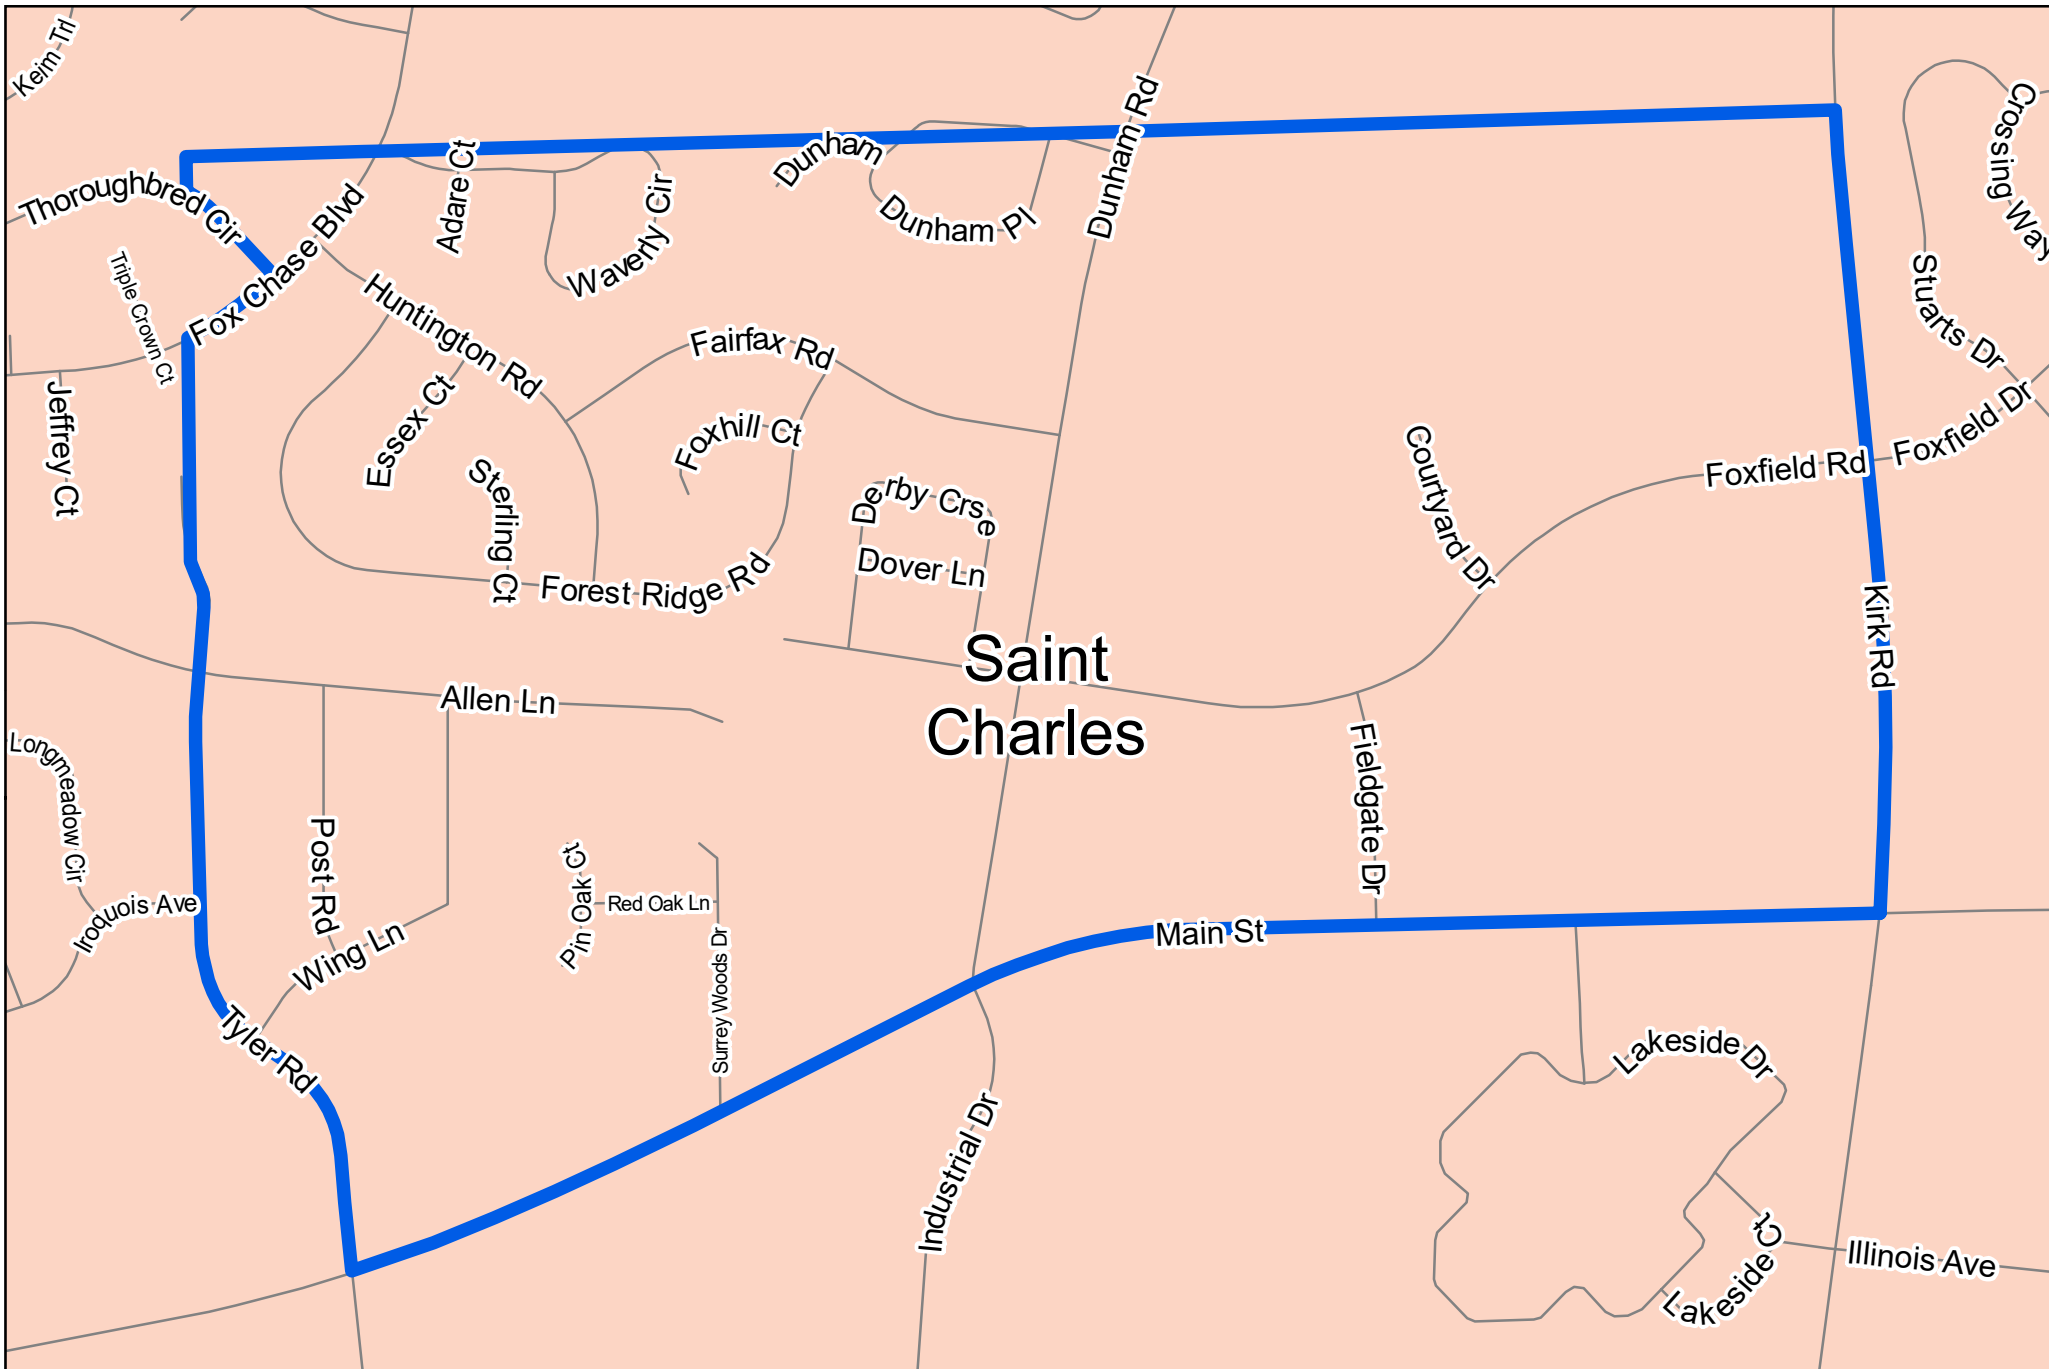 Keim Trl
Dunham Rd
Crossing Way
Thoroughbred Cir
Fox Chase Blvd
Adare Ct
Waverly Cir
Dunham
Dunham Pl
Triple Crown Ct
Huntington Rd
Stuarts Dr
Jeffrey Ct
Essex Ct
Sterling Ct
Fairfax Rd
Foxhill Ct
Derby Crse
Dover Ln
Forest Ridge Rd
Courtyard Dr
Foxfield Rd
Foxfield Dr
Kirk Rd
Saint
Charles
Allen Ln
Longmeadow Cir
Iroquois Ave
Post Rd
Wing Ln
Pin Oak Ct
Red Oak Ln
Surrey Woods Dr
Fieldgate Dr
Main St
Tyler Rd
Industrial Dr
Lakeside Dr
Lakeside Ct
Illinois Ave